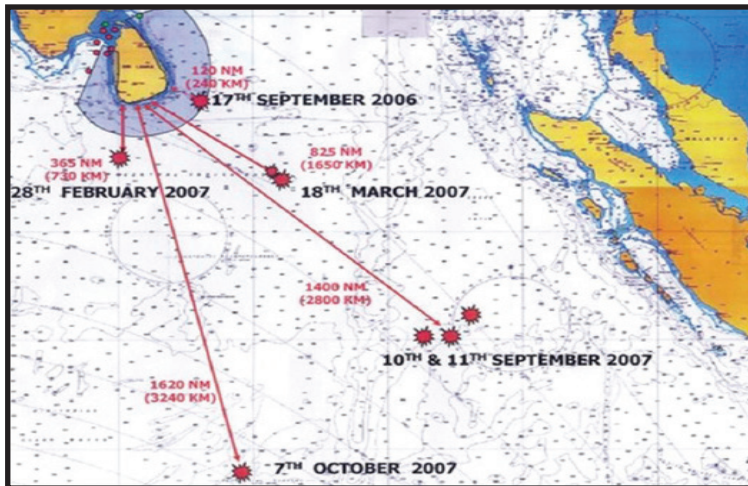 120 NM
(240 KM)
17TH SEPTEMBER 2006
365 NM
(730 KM)
28TH FEBRUARY 2007
825 NM
(1650 KM)
18TH MARCH 2007
1400 NM
(2800 KM)
10TH & 11TH SEPTEMBER 2007
1620 NM
(3240 KM)
7TH OCTOBER 2007